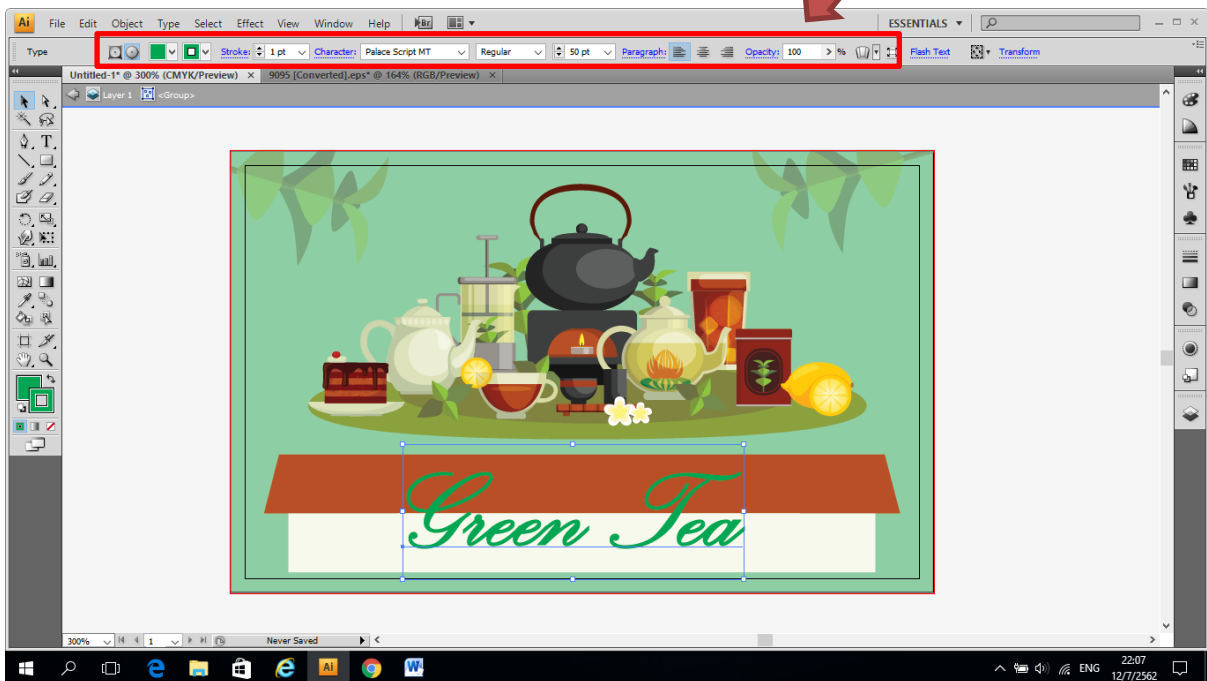 Ai File Edit Object Type Select Effect View Window Help Br ESSENTIALS
Type Stroke: 1 pt Character: Palace Script MT Regular 50 pt Paragraph: Opacity: 100 % Flash Text Transform
Untitled-1* @ 300% (CMYK/Preview) × 9095 [Converted].eps* @ 164% (RGB/Preview) ×
Layer 1 <Group>
Green Tea
300% 1 Never Saved
Ai W ENG 22:07
12/7/2562